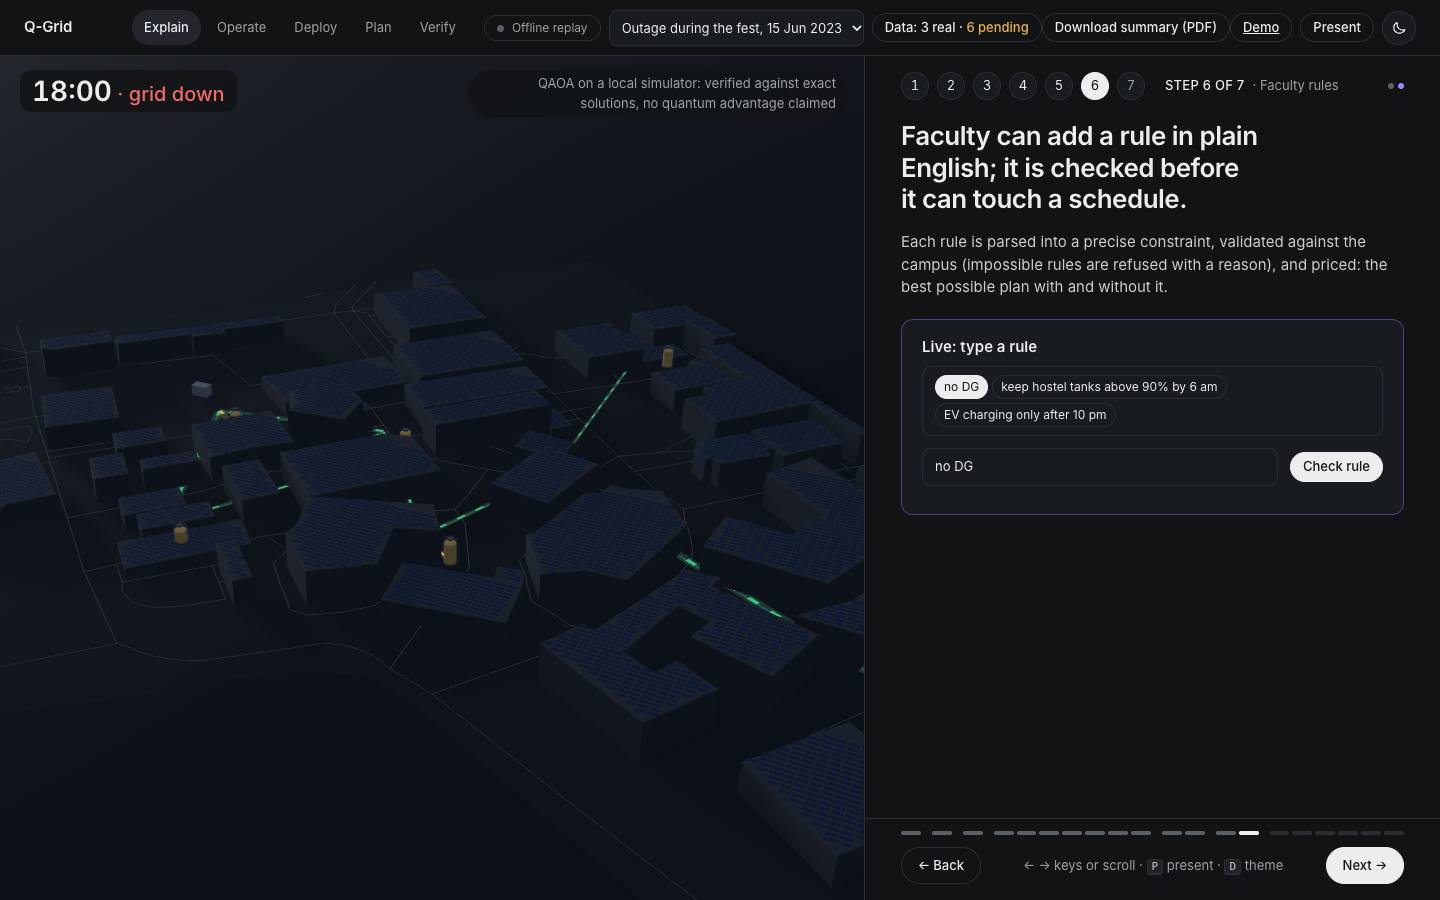 Q-Grid
Explain
Operate
Deploy
Plan
Verify
Offline replay
Outage during the fest, 15 Jun 2023
Data: 3 real · 6 pending
Download summary (PDF)
Demo
Present
18:00 · grid down
QAOA on a local simulator: verified against exact
solutions, no quantum advantage claimed
1 2 3 4 5 6 7 STEP 6 OF 7 · Faculty rules
Faculty can add a rule in plain
English; it is checked before
it can touch a schedule.
Each rule is parsed into a precise constraint, validated against the
campus (impossible rules are refused with a reason), and priced: the
best possible plan with and without it.
Live: type a rule
no DG
keep hostel tanks above 90% by 6 am
EV charging only after 10 pm
no DG
Check rule
← Back
← → keys or scroll · P present · D theme
Next →